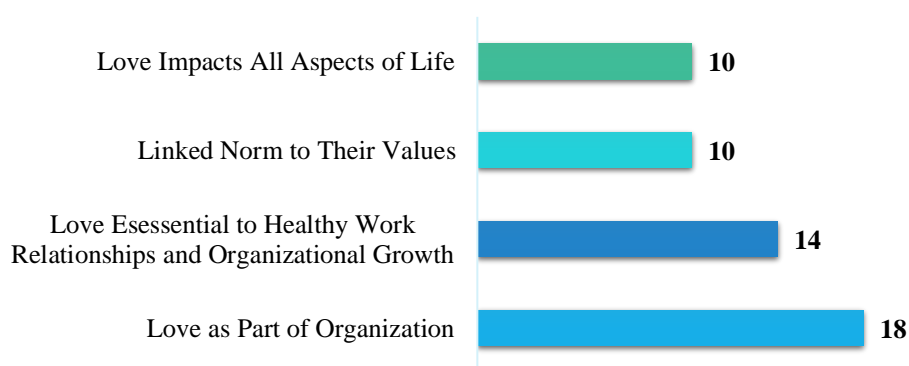 Love Impacts All Aspects of Life
10
Linked Norm to Their Values
10
Love Esessential to Healthy Work
Relationships and Organizational Growth
14
Love as Part of Organization
18